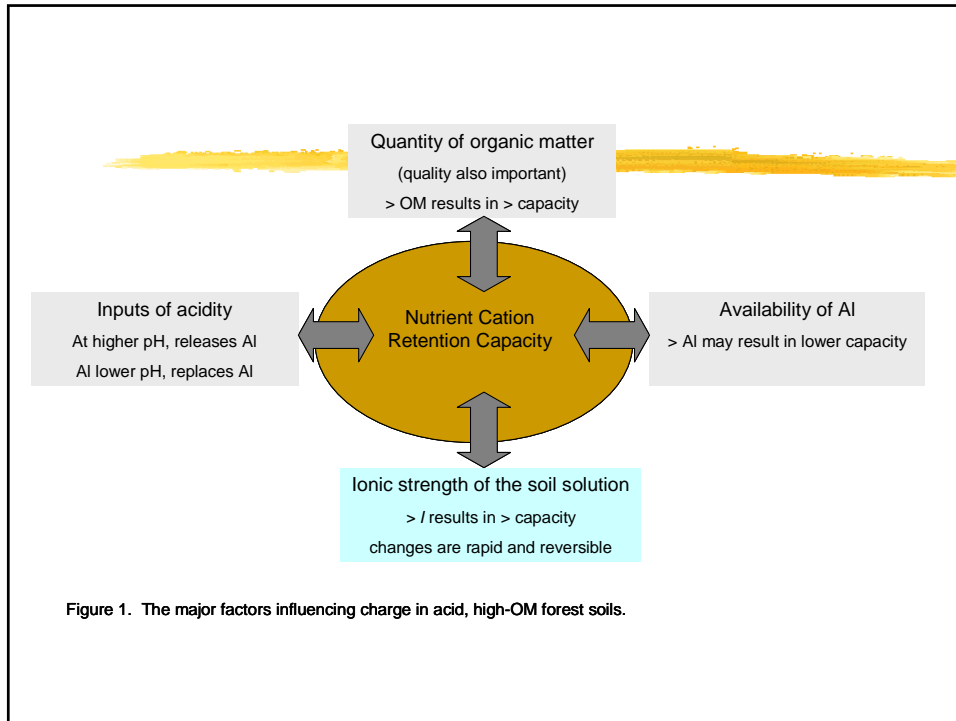 Quantity of organic matter
(quality also important)
> OM results in > capacity
Inputs of acidity
At higher pH, releases Al
Al lower pH, replaces Al
Nutrient Cation
Retention Capacity
Availability of Al
> Al may result in lower capacity
Ionic strength of the soil solution
> I results in > capacity
changes are rapid and reversible
Figure 1. The major factors influencing charge in acid, high-OM forest soils.